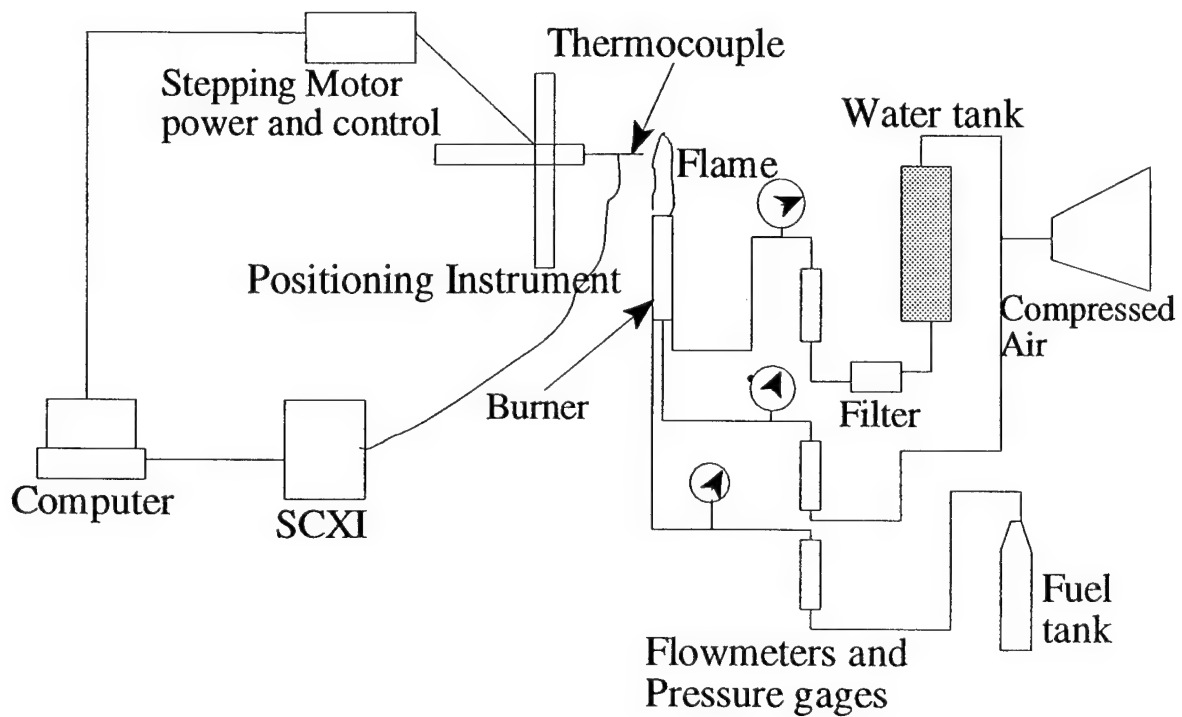 Thermocouple
Stepping Motor
power and control
Water tank
Flame
Positioning Instrument
Compressed
Air
Burner
Filter
Computer
SCXI
Fuel
tank
Flowmeters and
Pressure gages